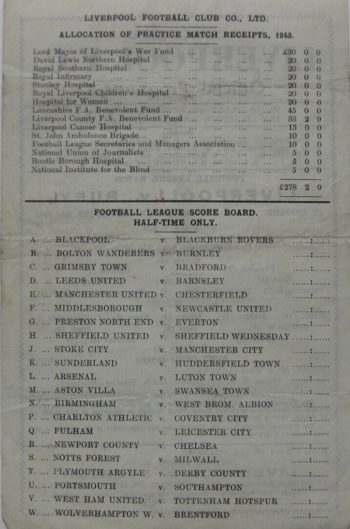 LIVERPOOL FOOTBALL CLUB CO., LTD.
ALLOCATION OF PRACTICE MATCH RECEIPTS, 1945.
Lord Mayor of Liverpool's War Fund ... ... £30 0 0
David Lewis Northern Hospital ... ... 20 0 0
Royal Southern Hospital ... ... 20 0 0
Royal Infirmary ... ... 20 0 0
Stanley Hospital ... ... 20 0 0
Royal Liverpool Children's Hospital ... ... 20 0 0
Hospital for Women ... ... 20 0 0
Lancashire F.A. Benevolent Fund ... ... 45 0 0
Liverpool County F.A. Benevolent Fund ... ... 33 2 9
Liverpool Cancer Hospital ... ... 15 0 0
St. John Ambulance Brigade ... ... 10 0 0
Football League Secretaries and Managers Association ... 10 0 0
National Union of Journalists ... ... 5 0 0
Bootle Borough Hospital ... ... 5 0 0
National Institute for the Blind ... ... 5 0 0
£278 2 9
FOOTBALL LEAGUE SCORE BOARD.
HALF-TIME ONLY.
A. ... BLACKPOOL v. BLACKBURN ROVERS ......:......
B. ... BOLTON WANDERERS v. BURNLEY ......:......
C. ... GRIMSBY TOWN v. BRADFORD ......:......
D. ... LEEDS UNITED v. BARNSLEY ......:......
E. ... MANCHESTER UNITED v. CHESTERFIELD ......:......
F. ... MIDDLESBOROUGH v. NEWCASTLE UNITED ......:......
G. ... PRESTON NORTH END v. EVERTON ......:......
H. ... SHEFFIELD UNITED v. SHEFFIELD WEDNESDAY ......:......
J. ... STOKE CITY v. MANCHESTER CITY ......:......
K. ... SUNDERLAND v. HUDDERSFIELD TOWN ......:......
L. ... ARSENAL v. LUTON TOWN ......:......
M. ... ASTON VILLA v. SWANSEA TOWN ......:......
N. ... BIRMINGHAM v. WEST BROM. ALBION ......:......
P. ... CHARLTON ATHLETIC v. COVENTRY CITY ......:......
Q. ... FULHAM v. LEICESTER CITY ......:......
R. ... NEWPORT COUNTY v. CHELSEA ......:......
S. ... NOTTS FOREST v. MILWALL ......:......
T. ... PLYMOUTH ARGYLE v. DERBY COUNTY ......:......
U. ... PORTSMOUTH v. SOUTHAMPTON ......:......
V. ... WEST HAM UNITED v. TOTTENHAM HOTSPUR ......:......
W. ... WOLVERHAMPTON W. v. BRENTFORD ......:......